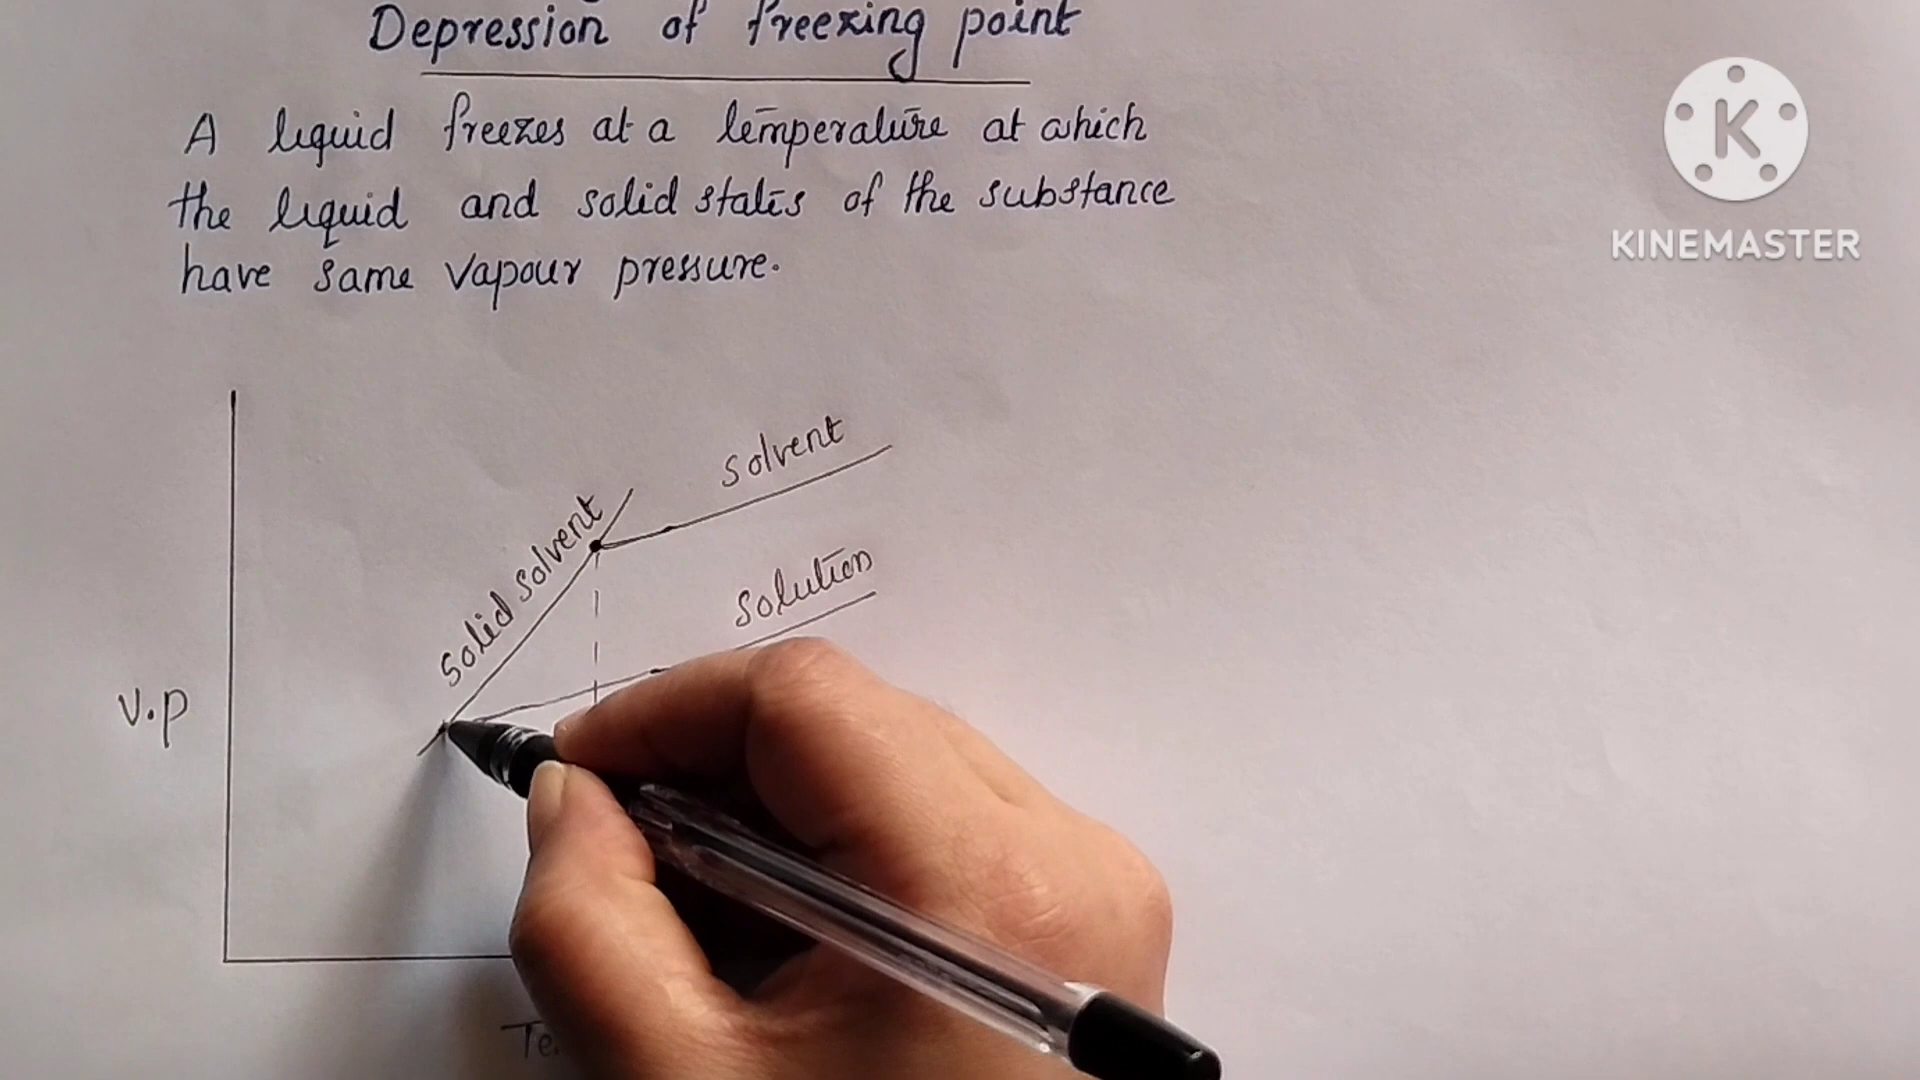 Depression of freezing point
A liquid freezes at a temperature at which
the liquid and solid states of the substance
have same vapour pressure.
K
KINEMASTER
solvent
solid solvent
solution
V.p